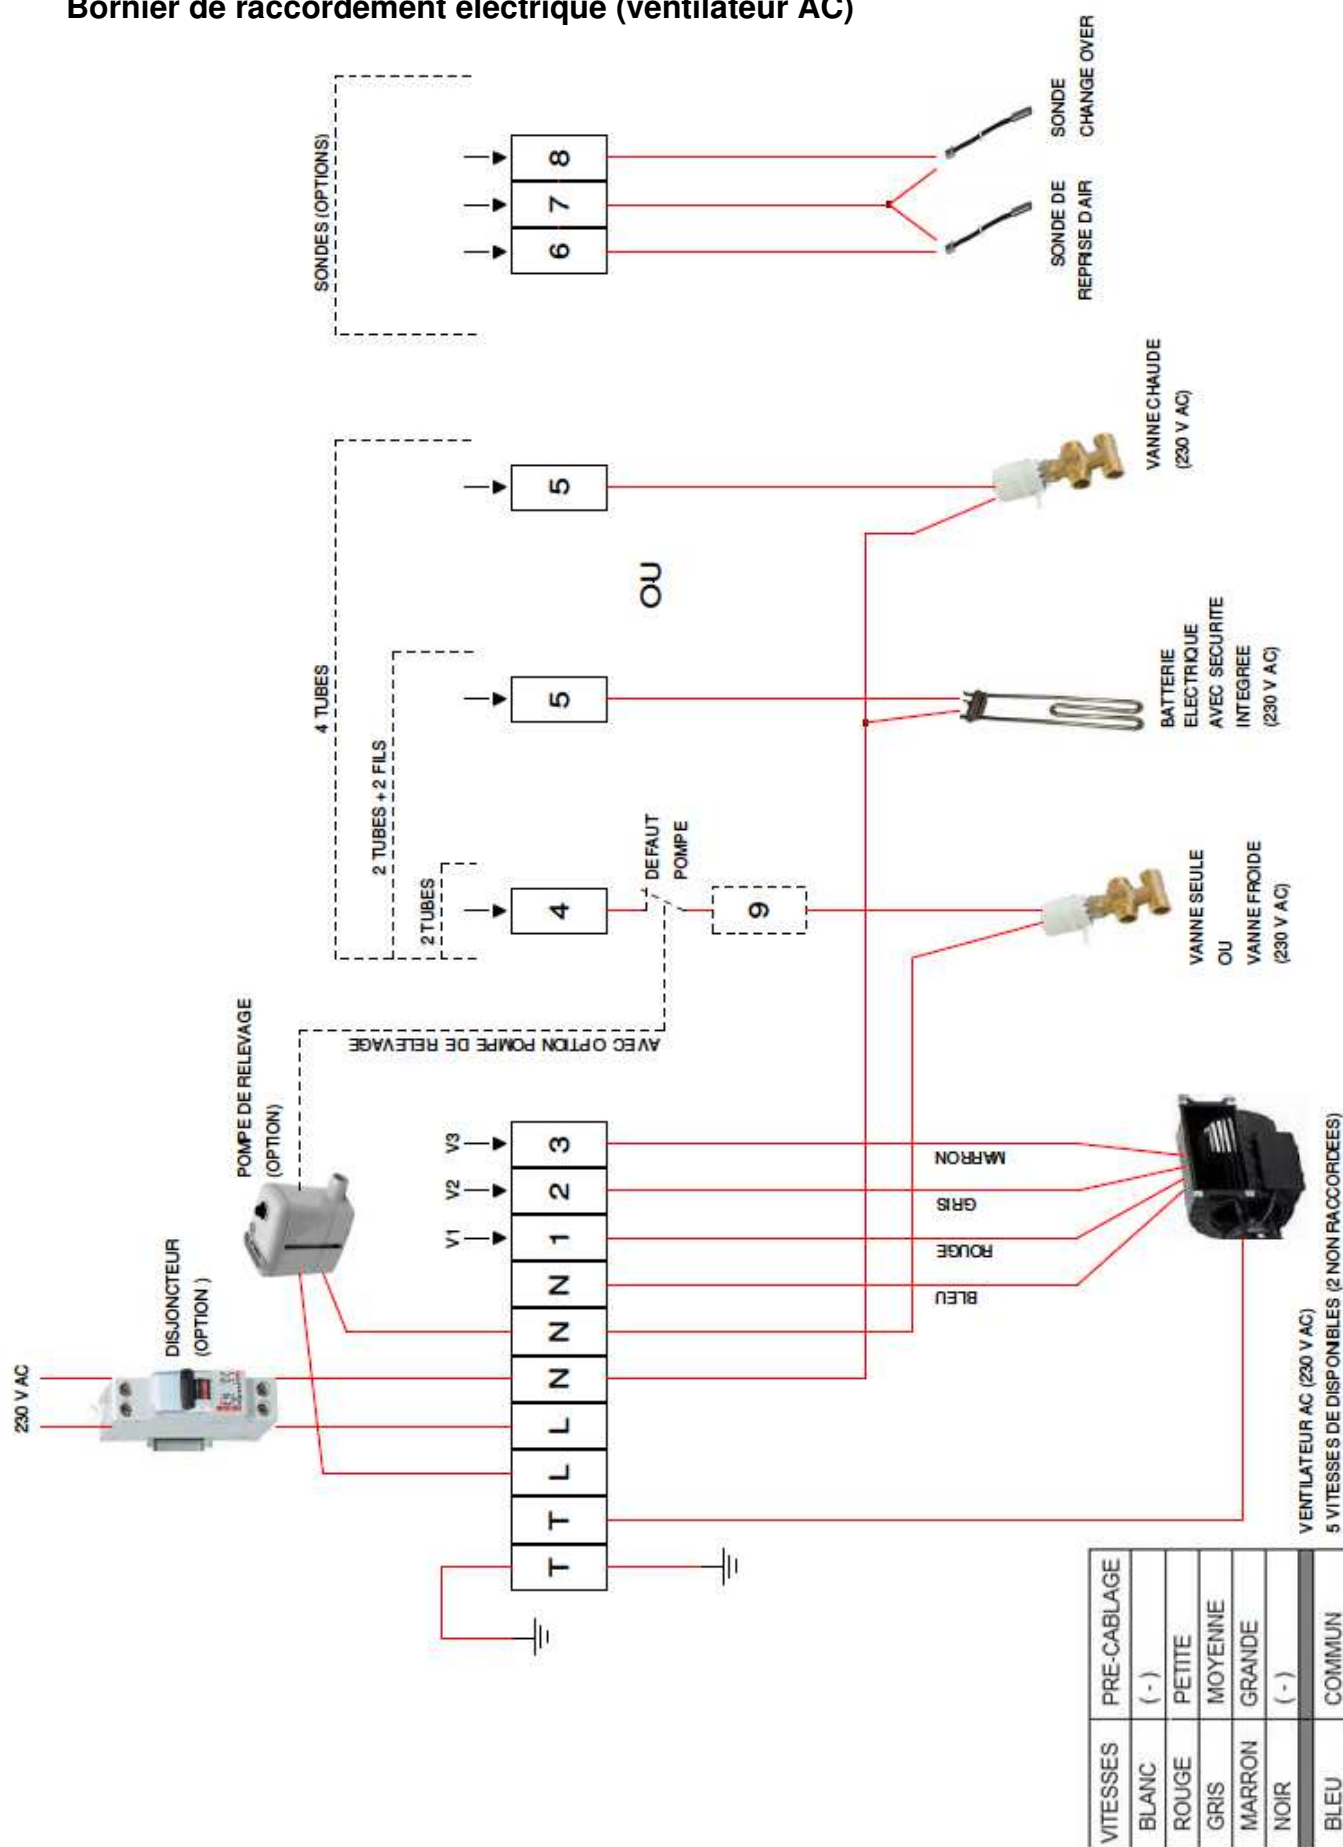 Bornier de raccordement électrique (ventilateur AC)
230 V AC
DISJONCTEUR
(OPTION )
POMPE DE RELEVAGE
(OPTION)
AVEC OPTION POMPE DE RELEVAGE
4 TUBES
2 TUBES + 2 FILS
2 TUBES
SONDES (OPTIONS)
V1
V2
V3
T
T
L
L
N
N
N
1
2
3
4
5
5
6
7
8
DEFAUT
POMPE
9
OU
BLEU
ROUGE
GRIS
MARRON
VANNE SEULE
OU
VANNE FROIDE
(230 V AC)
BATTERIE
ELECTRIQUE
AVEC SECURITE
INTEGREE
(230 V AC)
VANNE CHAUDE
(230 V AC)
SONDE DE
REPRISE D'AIR
SONDE
CHANGE OVER
VENTILATEUR AC (230 V AC)
5 VITESSES DE DISPONIBLES (2 NON RACCORDEES)
VITESSES PRE-CABLAGE
BLANC ( - )
ROUGE PETITE
GRIS MOYENNE
MARRON GRANDE
NOIR ( - )
BLEU COMMUN